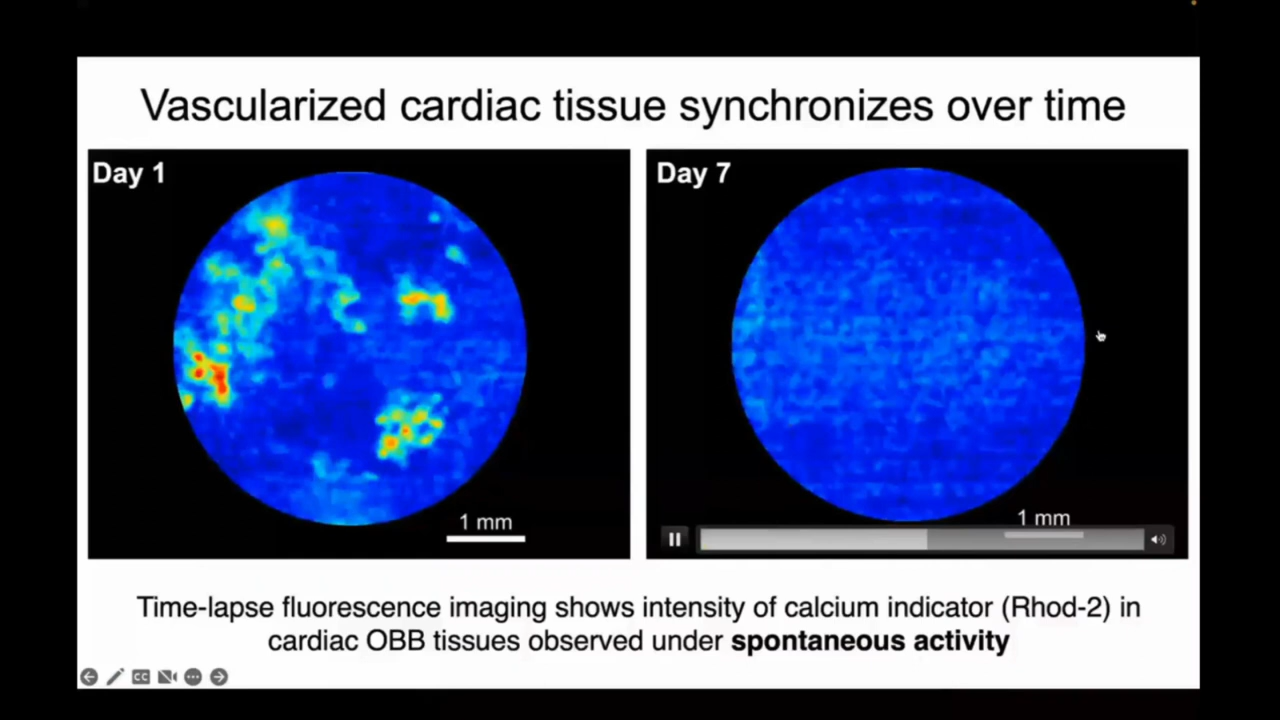 Vascularized cardiac tissue synchronizes over time
Day 1
Day 7
1 mm
1 mm
Time-lapse fluorescence imaging shows intensity of calcium indicator (Rhod-2) in
cardiac OBB tissues observed under spontaneous activity
CC